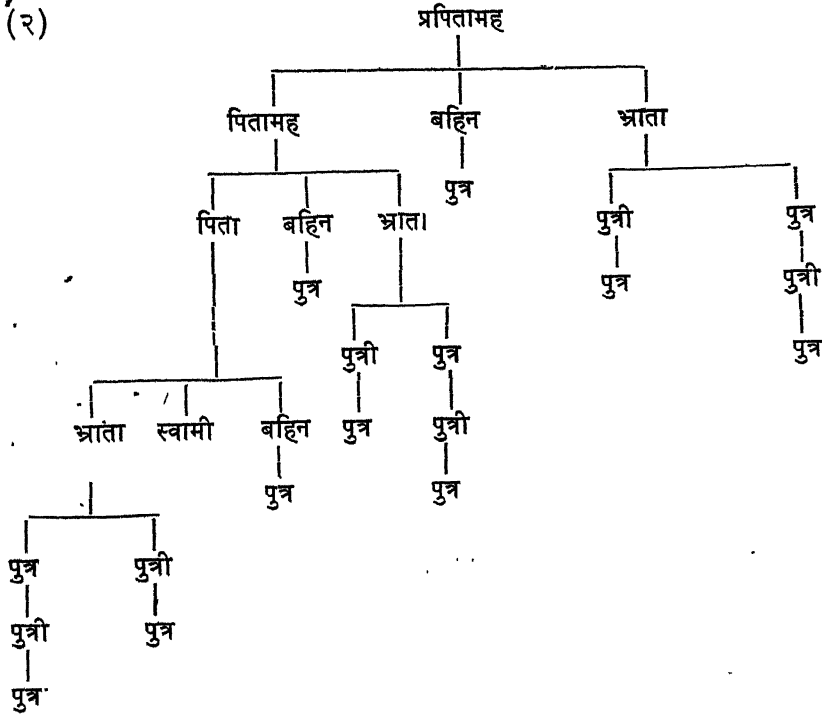 (२)
प्रपितामह
पितामह बहिन भ्राता
पुत्र
पिता बहिन भ्राता पुत्री पुत्र
पुत्र पुत्र पुत्री
पुत्री पुत्र पुत्र
भ्राता स्वामी बहिन पुत्र पुत्री
पुत्र पुत्र
पुत्र पुत्री
पुत्री पुत्र
पुत्र